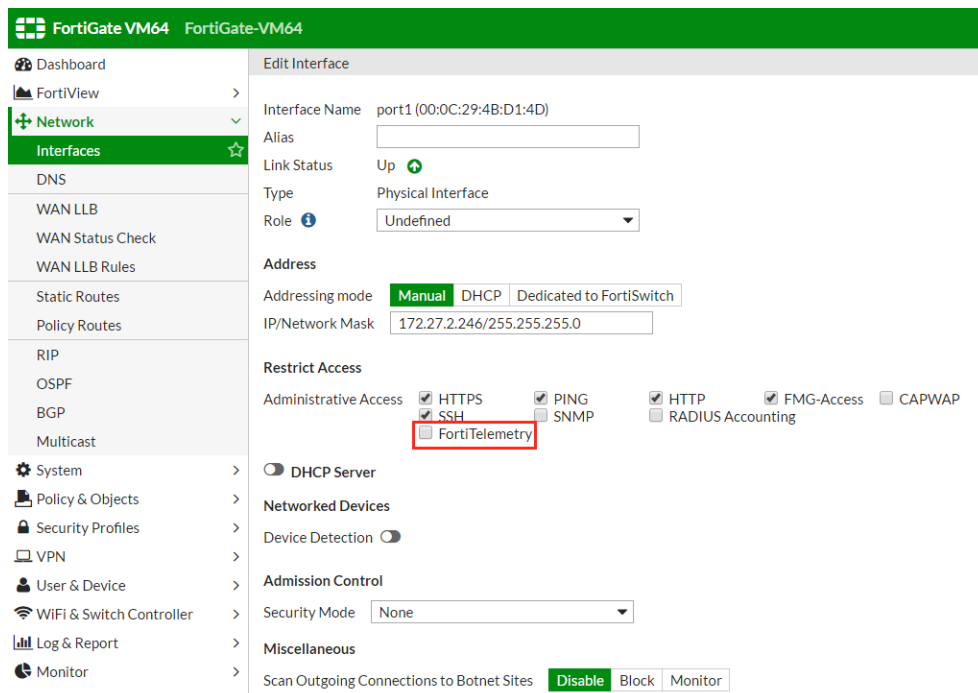 FortiGate VM64 FortiGate-VM64
Dashboard
FortiView
Network
Interfaces
DNS
WAN LLB
WAN Status Check
WAN LLB Rules
Static Routes
Policy Routes
RIP
OSPF
BGP
Multicast
System
Policy & Objects
Security Profiles
VPN
User & Device
WiFi & Switch Controller
Log & Report
Monitor
Edit Interface
Interface Name port1 (00:0C:29:4B:D1:4D)
Alias
Link Status Up
Type Physical Interface
Role Undefined
Address
Addressing mode Manual DHCP Dedicated to FortiSwitch
IP/Network Mask 172.27.2.246/255.255.255.0
Restrict Access
Administrative Access HTTPS PING HTTP FMG-Access CAPWAP
SSH SNMP RADIUS Accounting
FortiTelemetry
DHCP Server
Networked Devices
Device Detection
Admission Control
Security Mode None
Miscellaneous
Scan Outgoing Connections to Botnet Sites Disable Block Monitor